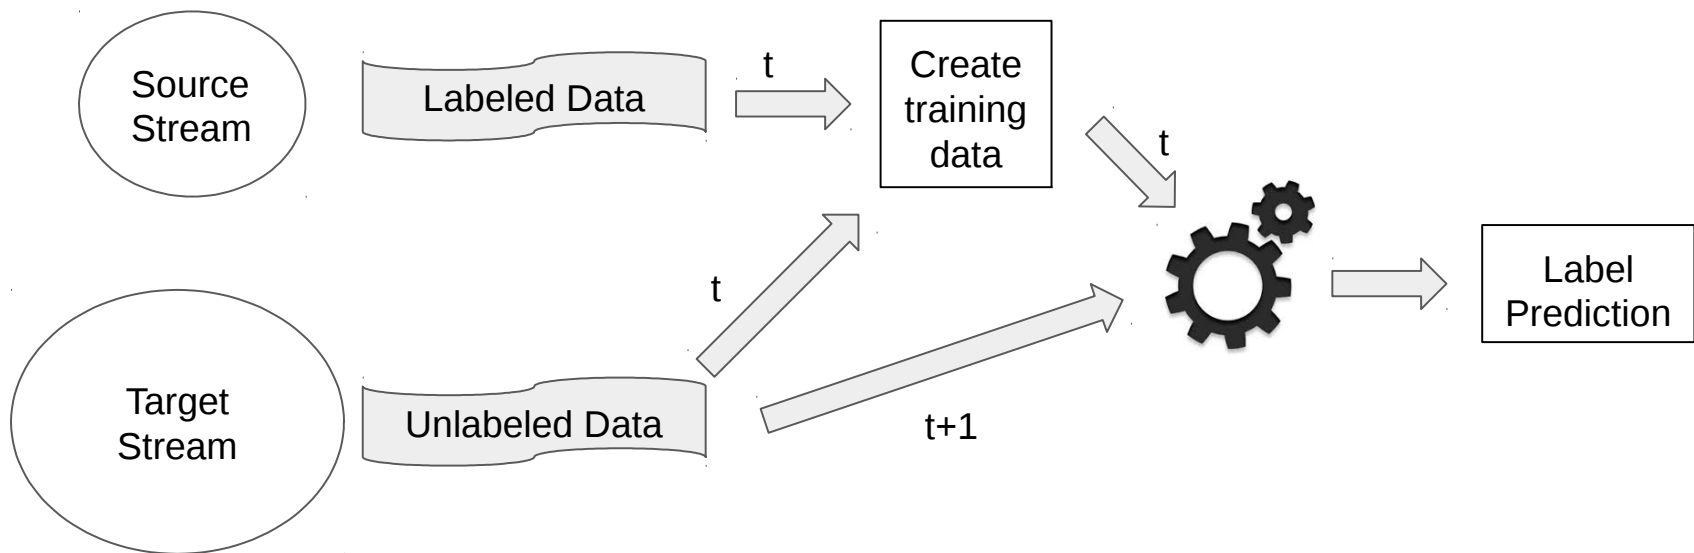 Source
Stream
Labeled Data
t
Create
training
data
t
t
Label
Prediction
Target
Stream
Unlabeled Data
t+1